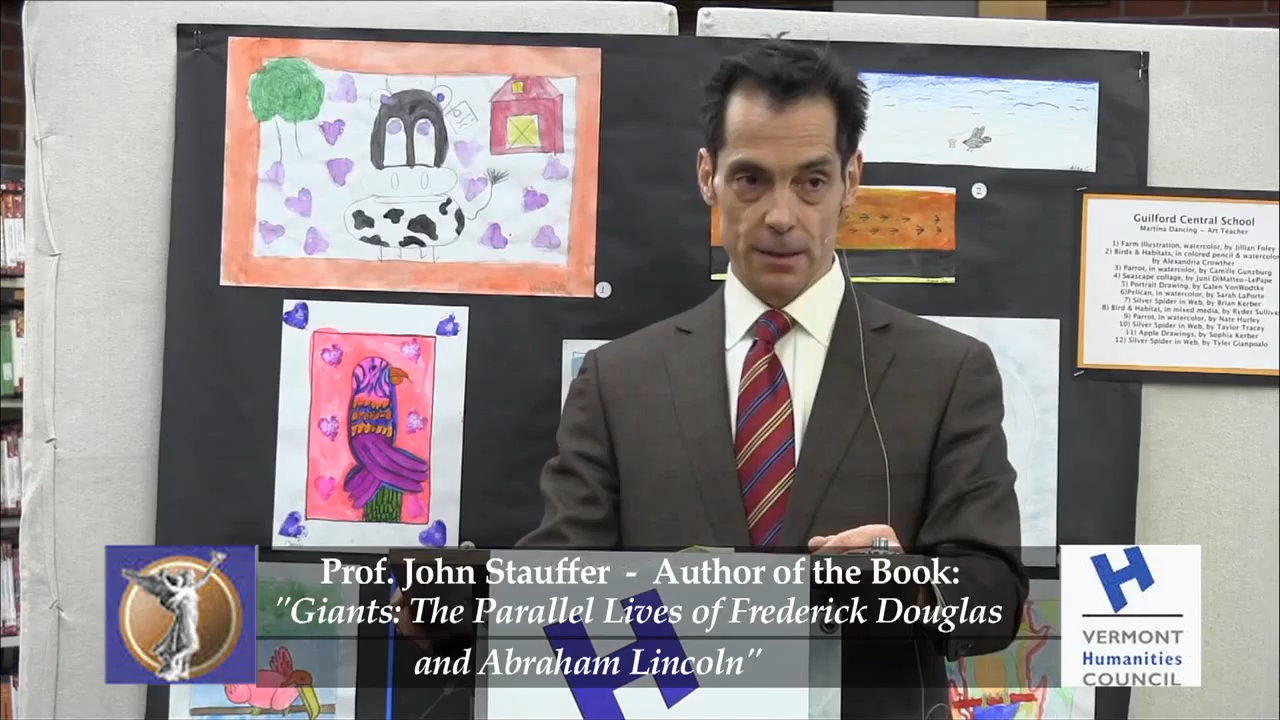 1
2
Guilford Central School
Martina Dancing ~ Art Teacher
1) Farm Illustration, watercolor, by Jillian Foley
2) Birds & Habitats, in colored pencil & watercolor
by Alexandria Crowther
3) Parrot, in watercolor, by Camille Gunzburg
4) Seascape collage, by Juni DiMatteo-LePape
5) Portrait Drawing, by Galen VonWodtke
6)Pelican, in watercolor, by Sarah LaPorte
7) Silver Spider in Web, by Brian Kerber
8) Bird & Habitat, in mixed media, by Ryder
9) Parrot, in watercolor, by Nate Hurley
10) Silver Spider in Web, by Taylor Tracey
11) Apple Drawings, by Sophia Kerber
12) Silver Spider in Web, by Tyler Gianpoalo
Prof. John Stauffer - Author of the Book:
"Giants: The Parallel Lives of Frederick Douglas
and Abraham Lincoln"
H
VERMONT
Humanities
COUNCIL
H